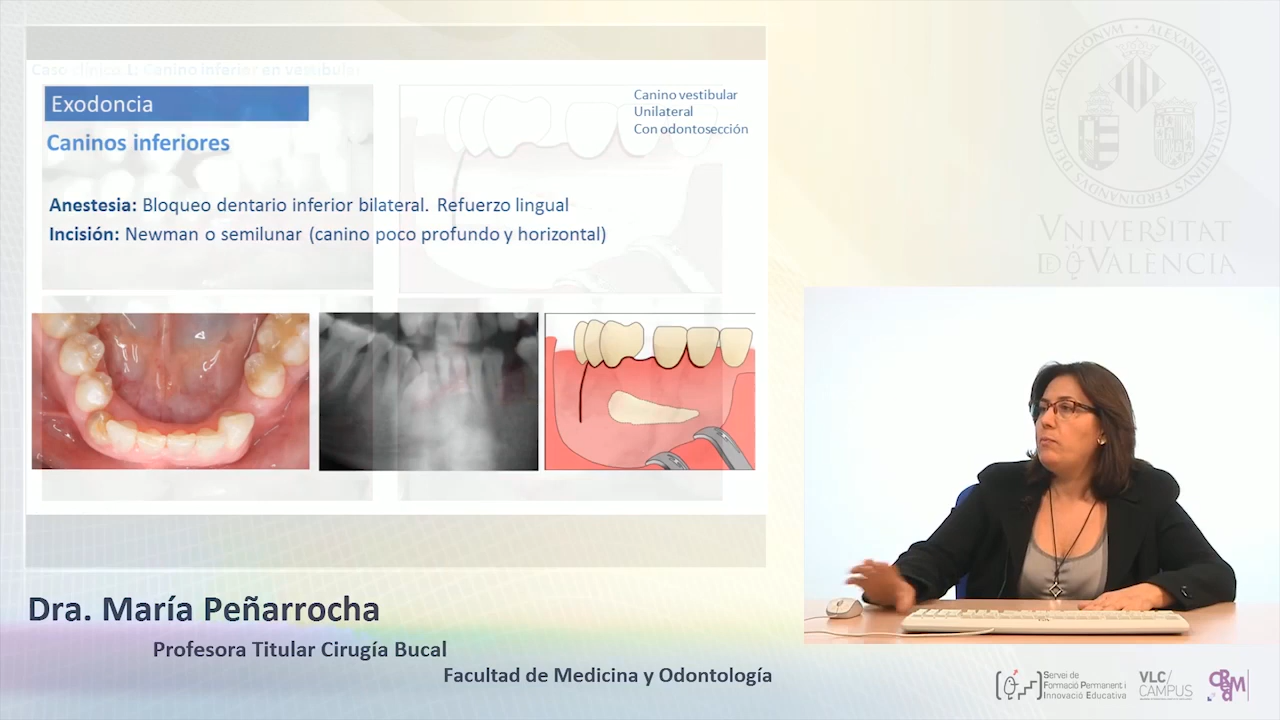 Caso clínico 1: Canino inferior en vestibular
Exodoncia
Canino vestibular
Unilateral
Con odontosección
Caninos inferiores
Anestesia: Bloqueo dentario inferior bilateral. Refuerzo lingual
Incisión: Newman o semilunar (canino poco profundo y horizontal)
Dra. María Peñarrocha
Profesora Titular Cirugía Bucal
Facultad de Medicina y Odontología
VNIVERSITAT
DE VALÈNCIA
Servei de
Formació Permanent i
Innovació Educativa
VLC/
CAMPUS